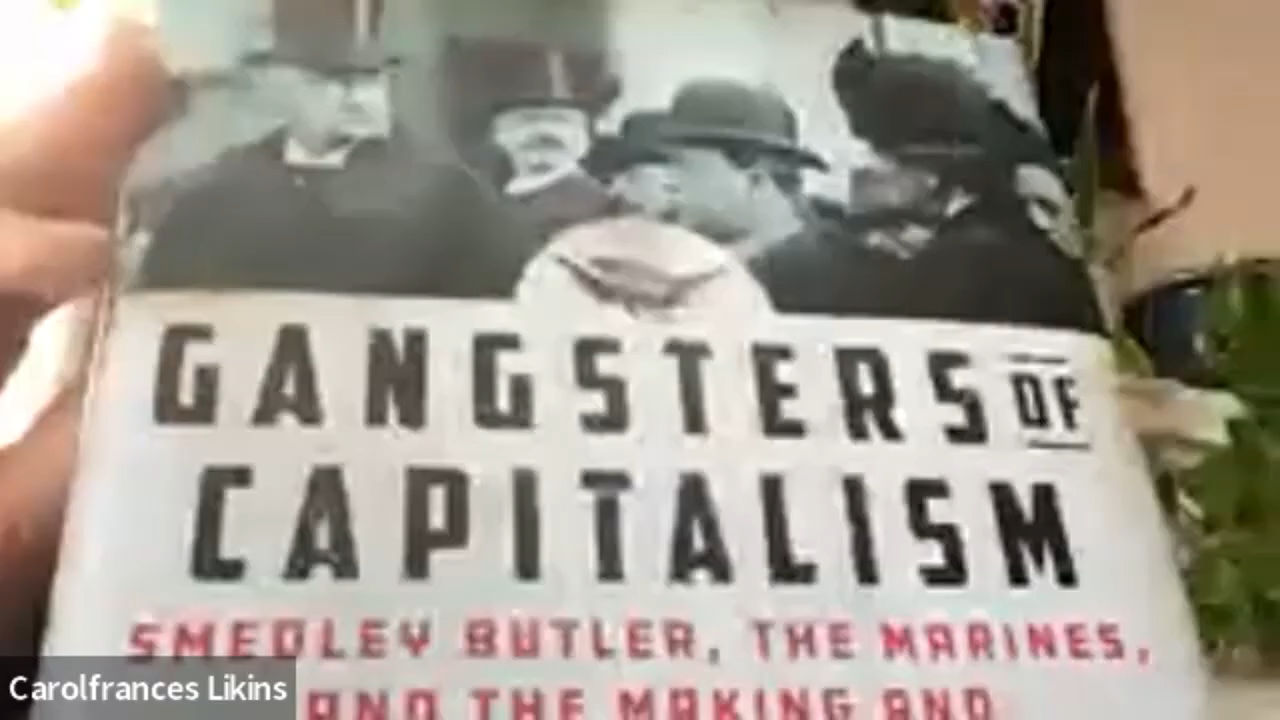 GANGSTERS OF
CAPITALISM
SMEDLEY BUTLER, THE MARINES,
AND THE MAKING AND
Carolfrances Likins